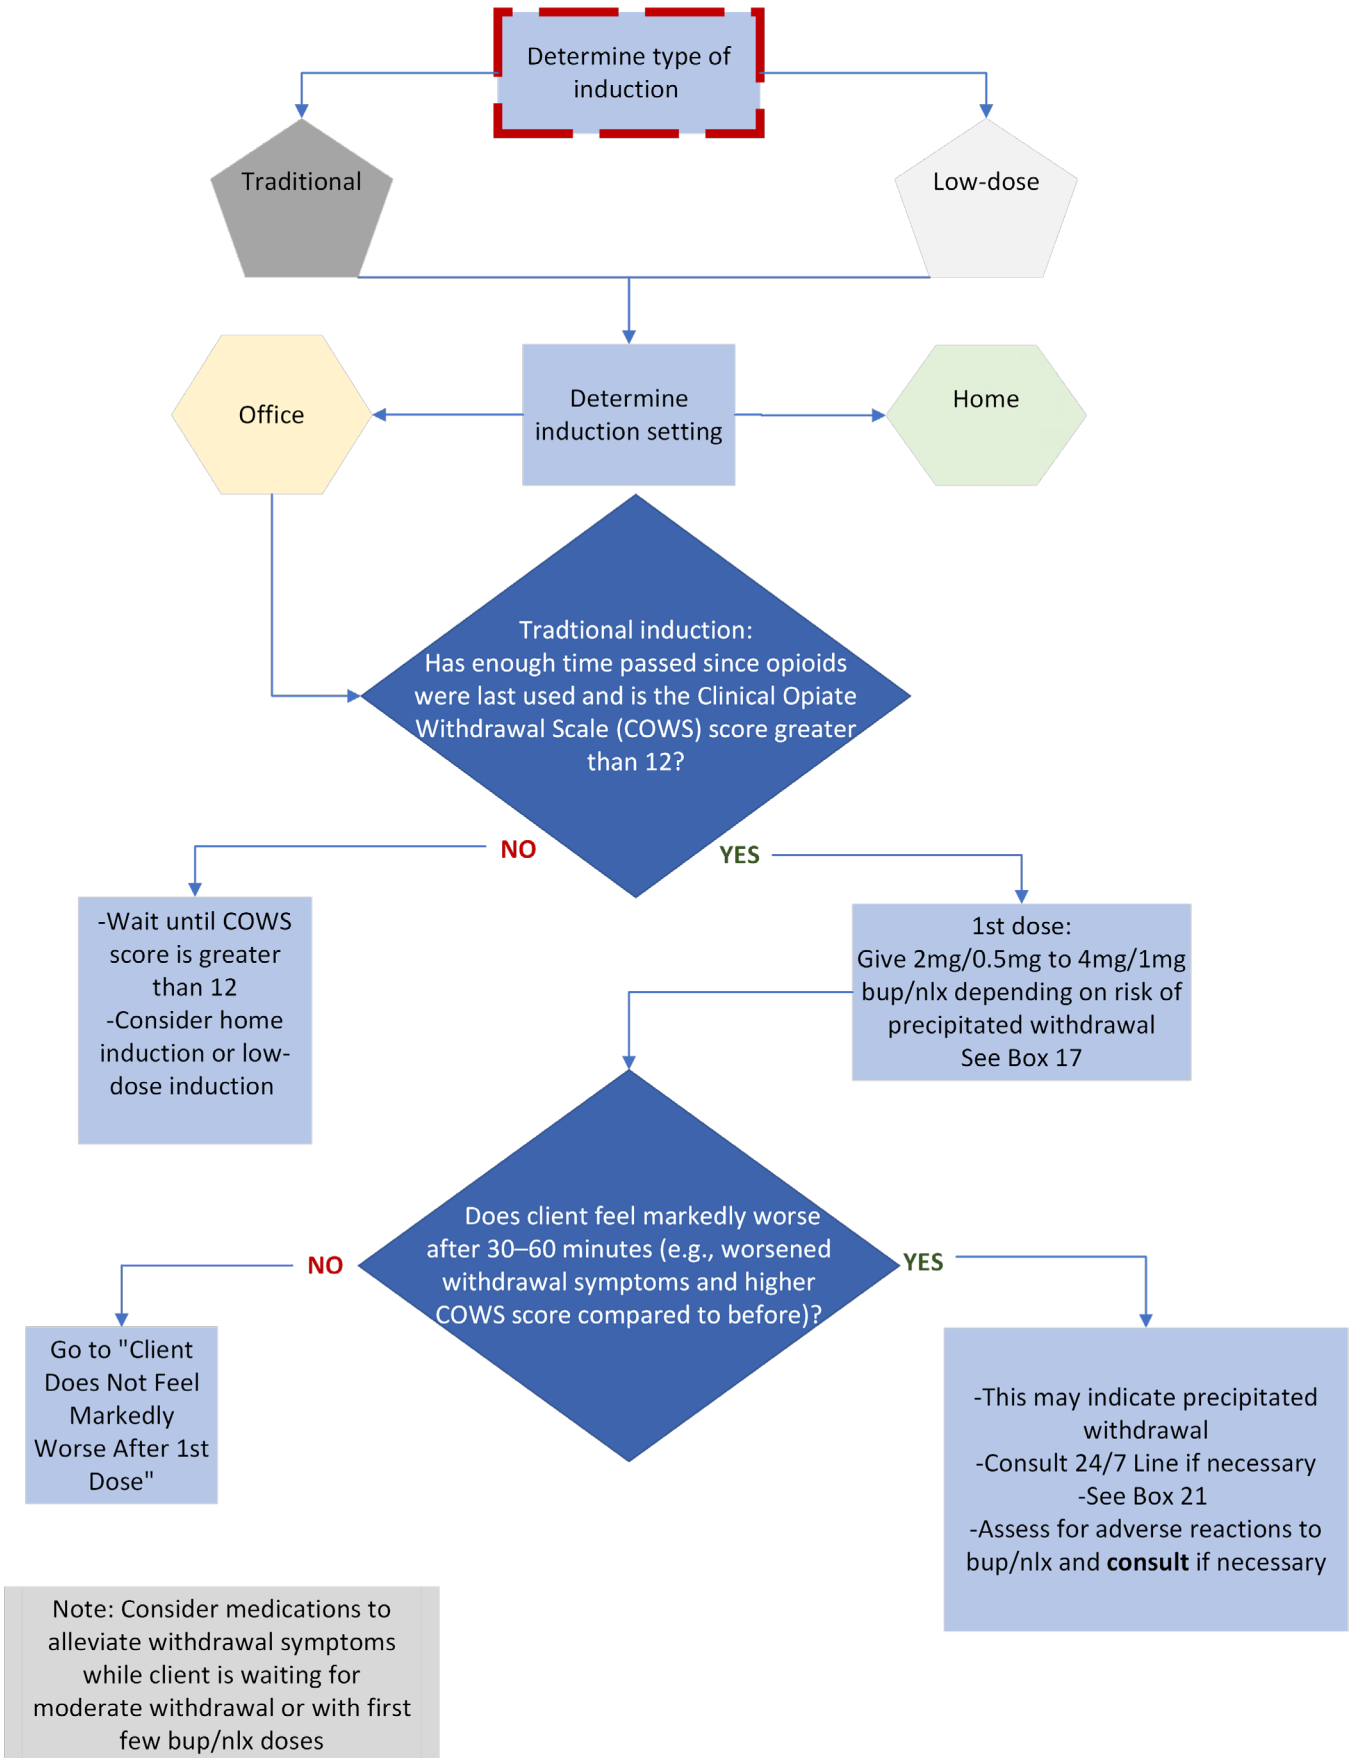 Determine type of
induction
Traditional
Low-dose
Office
Determine
induction setting
Home
Tradtional induction:
Has enough time passed since opioids
were last used and is the Clinical Opiate
Withdrawal Scale (COWS) score greater
than 12?
NO
YES
-Wait until COWS
score is greater
than 12
-Consider home
induction or low-
dose induction
1st dose:
Give 2mg/0.5mg to 4mg/1mg
bup/nlx depending on risk of
precipitated withdrawal
See Box 17
Does client feel markedly worse
after 30–60 minutes (e.g., worsened
withdrawal symptoms and higher
COWS score compared to before)?
NO
YES
Go to "Client
Does Not Feel
Markedly
Worse After 1st
Dose"
-This may indicate precipitated
withdrawal
-Consult 24/7 Line if necessary
-See Box 21
-Assess for adverse reactions to
bup/nlx and consult if necessary
Note: Consider medications to
alleviate withdrawal symptoms
while client is waiting for
moderate withdrawal or with first
few bup/nlx doses